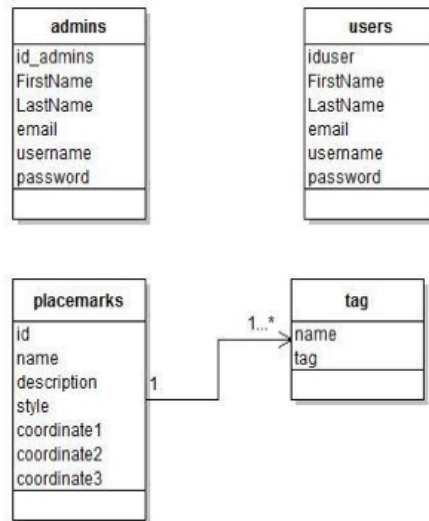 admins
id_admins
FirstName
LastName
email
username
password
users
iduser
FirstName
LastName
email
username
password
placemarks
id
name
description
style
coordinate1
coordinate2
coordinate3
1
1...*
tag
name
tag